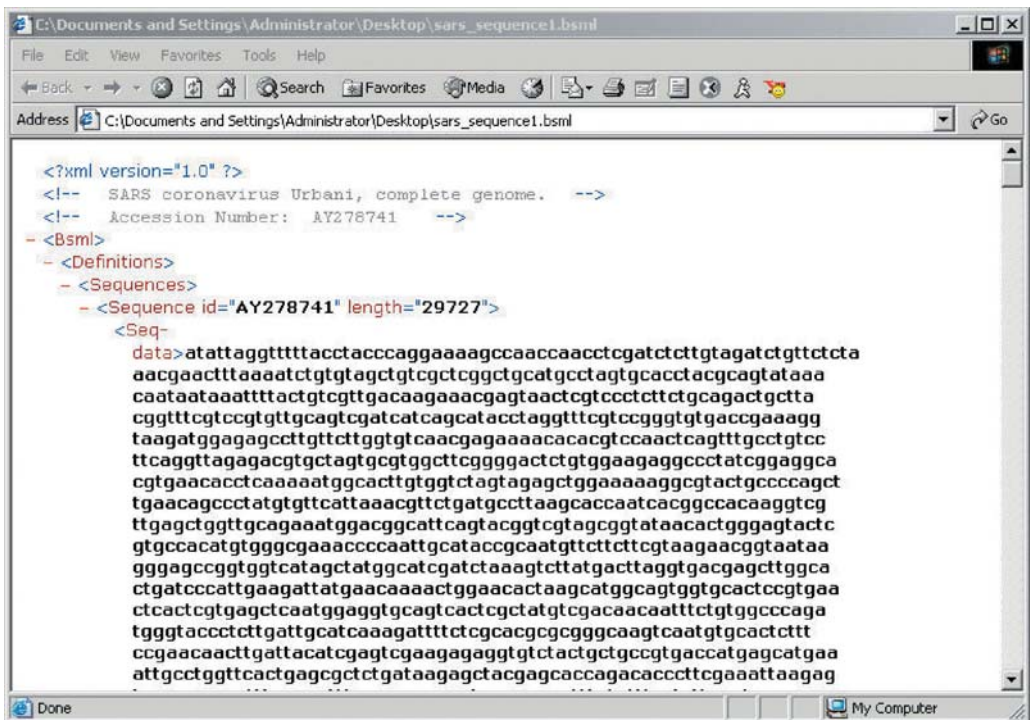 C:\Documents and Settings\Administrator\Desktop\sars_sequence1.bsml
File Edit View Favorites Tools Help
Back Search Favorites Media
Address C:\Documents and Settings\Administrator\Desktop\sars_sequence1.bsml Go
<?xml version="1.0" ?>
<!-- SARS coronavirus Urbani, complete genome. -->
<!-- Accession Number: AY278741 -->
- <Bsml>
- <Definitions>
- <Sequences>
- <Sequence id="AY278741" length="29727">
<Seq-
data>atattaggtttttacctacccaggaaaagccaaccaacctcgatctcttgtagatctgttctcta
aacgaactttaaaatctgtgtagctgtcgctcggctgcatgcctagtgcacctacgcagtataaa
caataataaattttactgtcgttgacaagaaacgagtaactcgtccctcttctgcagactgctta
cggtttcgtccgtgttgcagtcgatcatcagcatacctaggtttcgtccgggtgtgaccgaaagg
taagatggagagccttgttcttggtgtcaacgagaaaacacacgtccaactcagtttgcctgtcc
ttcaggttagagacgtgctagtgcgtggcttcggggactctgtggaagaggccctatcggaggca
cgtgaacacctcaaaaatggcacttgtggtctagtagagctggaaaaaggcgtactgccccagct
tgaacagccctatgtgttcattaaacgttctgatgccttaagcaccaatcacggccacaaggtcg
ttgagctggttgcagaaatggacggcattcagtacggtcgtagcggtataacactgggagtactc
gtgccacatgtgggcgaaaccccaattgcataccgcaatgttcttcttcgtaagaacggtaataa
gggagccggtggtcatagctatggcatcgatctaaagtcttatgacttaggtgacgagcttggca
ctgatcccattgaagattatgaacaaaactggaacactaagcatggcagtggtgcactccgtgaa
ctcactcgtgagctcaatggaggtgcagtcactcgctatgtcgacaacaatttctgtggcccaga
tgggtaccctcttgattgcatcaaagattttctcgcacgcgcgggcaagtcaatgtgcactcttt
ccgaacaacttgattacatcgagtcgaagagaggtgtctactgctgccgtgaccatgagcatgaa
attgcctggttcactgagcgctctgataagagctacgagcaccagacacccttcgaaattaagag
Done My Computer